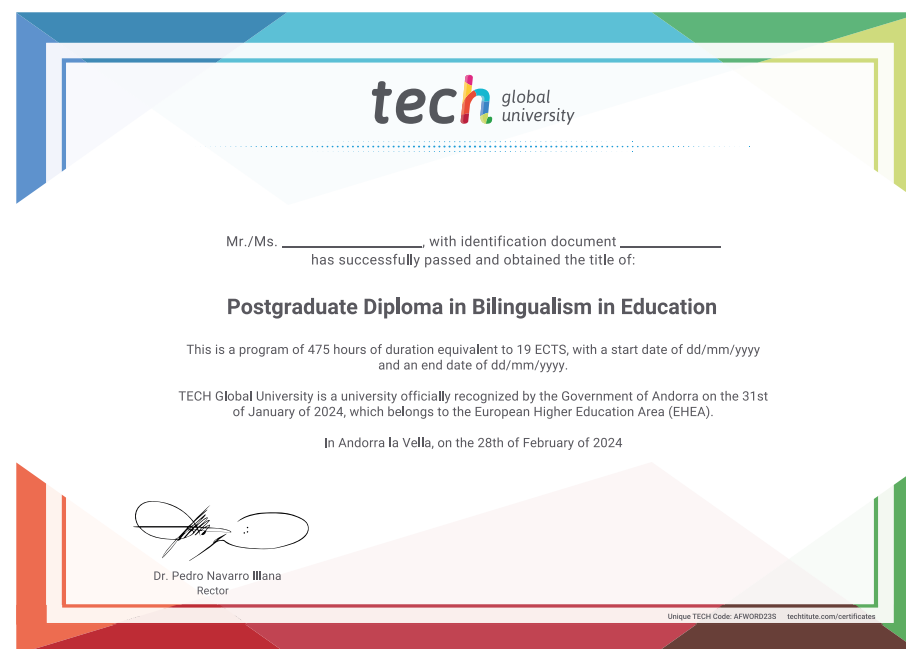 tech global university
Mr./Ms. ____________________, with identification document ______________
has successfully passed and obtained the title of:
Postgraduate Diploma in Bilingualism in Education
This is a program of 475 hours of duration equivalent to 19 ECTS, with a start date of dd/mm/yyyy
and an end date of dd/mm/yyyy.
TECH Global University is a university officially recognized by the Government of Andorra on the 31st
of January of 2024, which belongs to the European Higher Education Area (EHEA).
In Andorra la Vella, on the 28th of February of 2024
Dr. Pedro Navarro Illana
Rector
Unique TECH Code: AFWORD23S techtitute.com/certificates